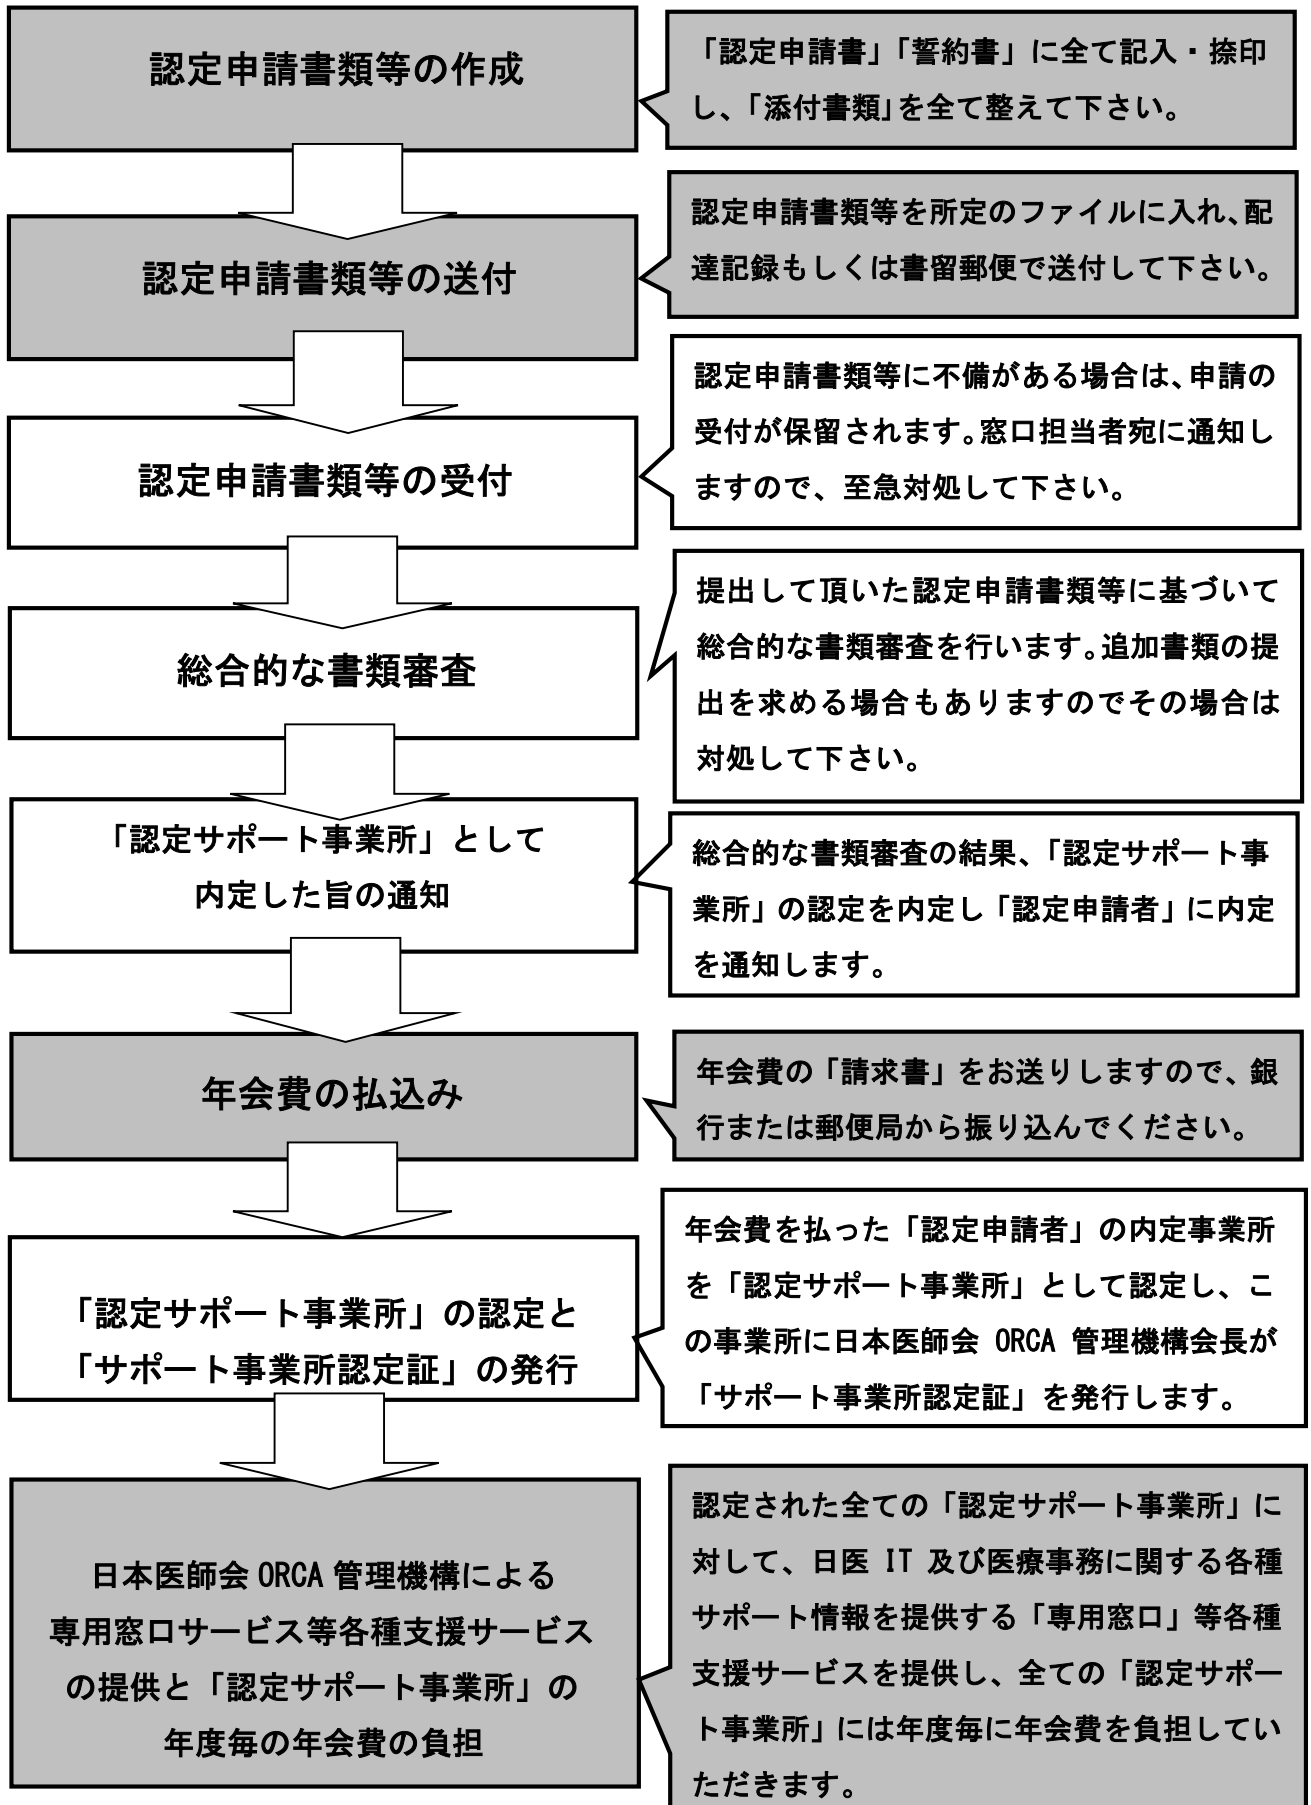 認定申請書類等の作成
「認定申請書」「誓約書」に全て記入・捺印
し、「添付書類」を全て整えて下さい。
認定申請書類等の送付
認定申請書類等を所定のファイルに入れ、配
達記録もしくは書留郵便で送付して下さい。
認定申請書類等の受付
認定申請書類等に不備がある場合は、申請の
受付が保留されます。窓口担当者宛に通知し
ますので、至急対処して下さい。
総合的な書類審査
提出して頂いた認定申請書類等に基づいて
総合的な書類審査を行います。追加書類の提
出を求める場合もありますのでその場合は
対処して下さい。
「認定サポート事業所」として
内定した旨の通知
総合的な書類審査の結果、「認定サポート事
業所」の認定を内定し「認定申請者」に内定
を通知します。
年会費の払込み
年会費の「請求書」をお送りしますので、銀
行または郵便局から振り込んでください。
「認定サポート事業所」の認定と
「サポート事業所認定証」の発行
年会費を払った「認定申請者」の内定事業所
を「認定サポート事業所」として認定し、こ
の事業所に日本医師会 ORCA 管理機構会長が
「サポート事業所認定証」を発行します。
日本医師会 ORCA 管理機構による
専用窓口サービス等各種支援サービス
の提供と「認定サポート事業所」の
年度毎の年会費の負担
認定された全ての「認定サポート事業所」に
対して、日医 IT 及び医療事務に関する各種
サポート情報を提供する「専用窓口」等各種
支援サービスを提供し、全ての「認定サポー
ト事業所」には年度毎に年会費を負担してい
ただきます。